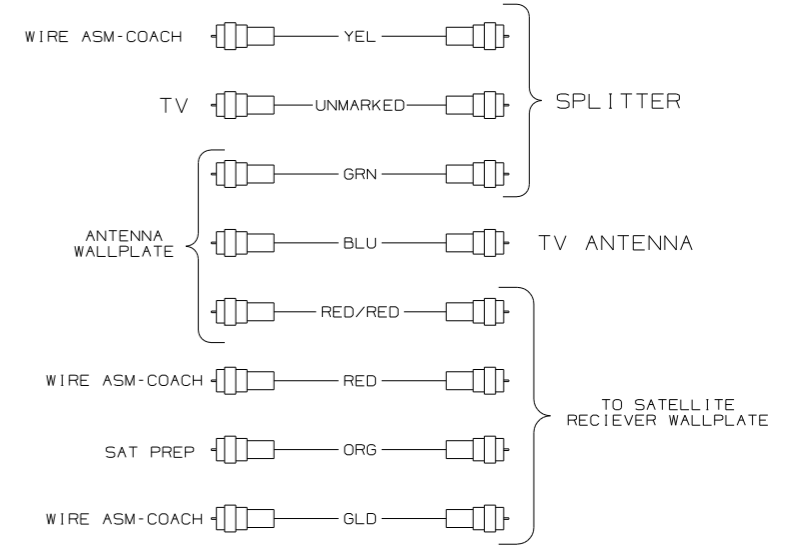 WIRE ASM-COACH YEL
TV UNMARKED SPLITTER
GRN
ANTENNA
WALLPLATE BLU TV ANTENNA
RED/RED
WIRE ASM-COACH RED
TO SATELLITE
RECIEVER WALLPLATE
SAT PREP ORG
WIRE ASM-COACH GLD